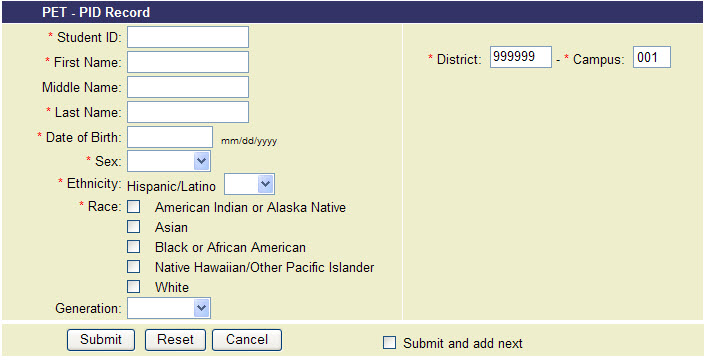 PET - PID Record
* Student ID:
* First Name:
Middle Name:
* Last Name:
* Date of Birth: mm/dd/yyyy
* Sex:
* Ethnicity: Hispanic/Latino
* Race: American Indian or Alaska Native
Asian
Black or African American
Native Hawaiian/Other Pacific Islander
White
Generation:
* District: 999999 - * Campus: 001
Submit Reset Cancel Submit and add next